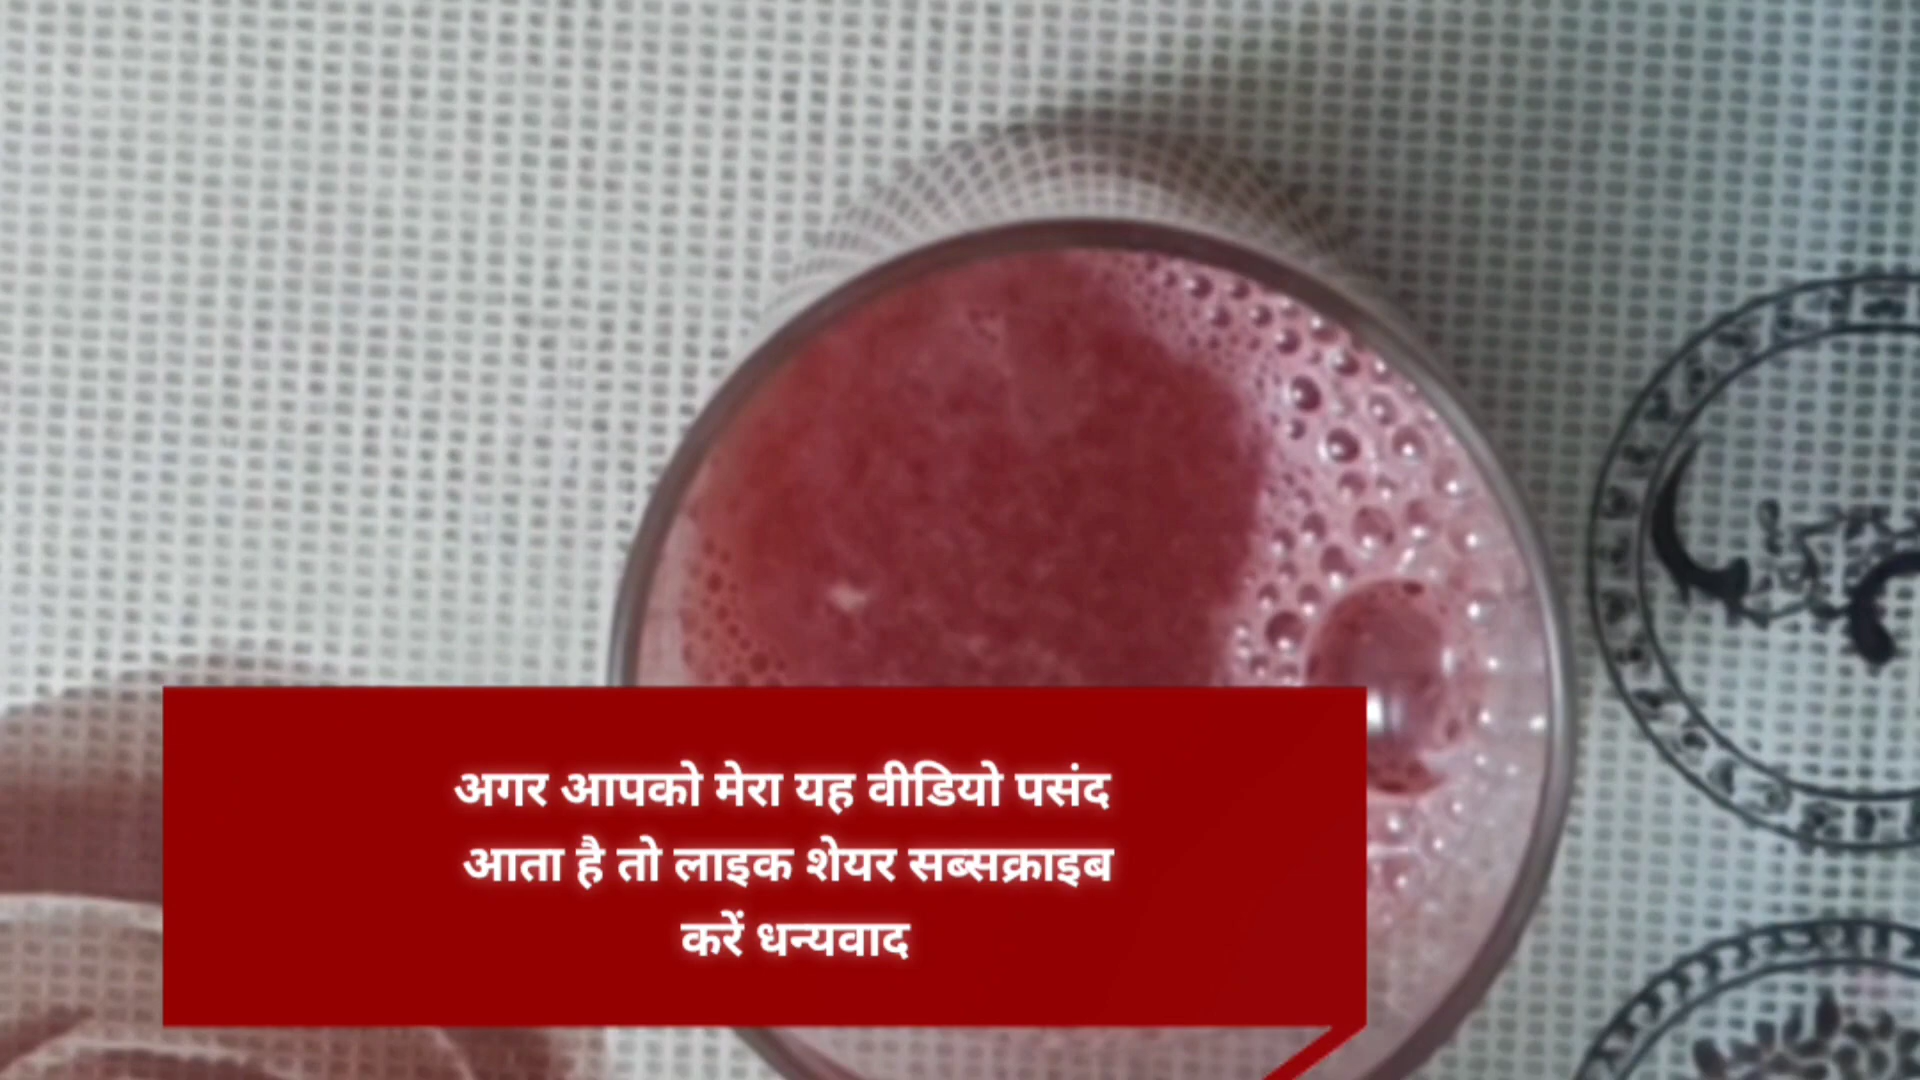 अगर आपको मेरा यह वीडियो पसंद
आता है तो लाइक शेयर सब्सक्राइब
करें धन्यवाद